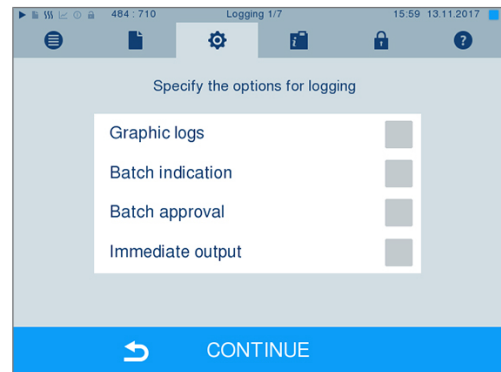 484 : 710 Logging 1/7 15:59 13.11.2017
Specify the options for logging
Graphic logs
Batch indication
Batch approval
Immediate output
CONTINUE